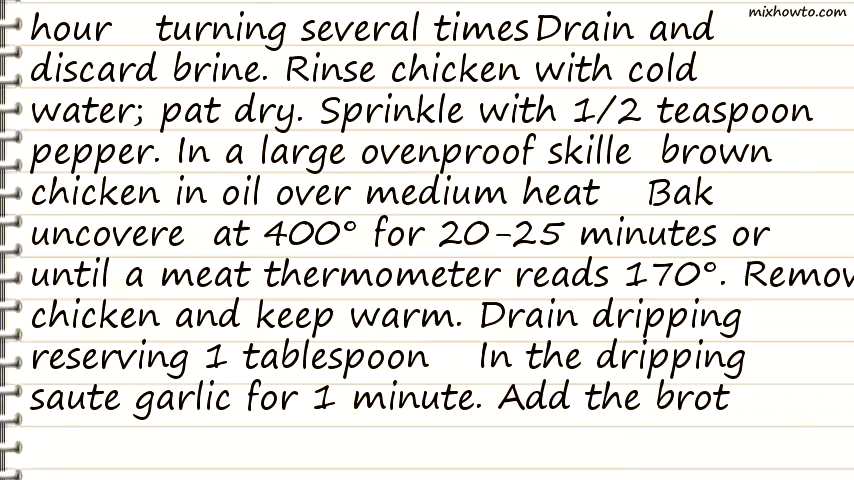 mixhowto.com
hour turning several times Drain and
discard brine. Rinse chicken with cold
water; pat dry. Sprinkle with 1/2 teaspoon
pepper. In a large ovenproof skille brown
chicken in oil over medium heat Bak
uncovere at 400° for 20-25 minutes or
until a meat thermometer reads 170°. Remov
chicken and keep warm. Drain dripping
reserving 1 tablespoon In the dripping
saute garlic for 1 minute. Add the brot